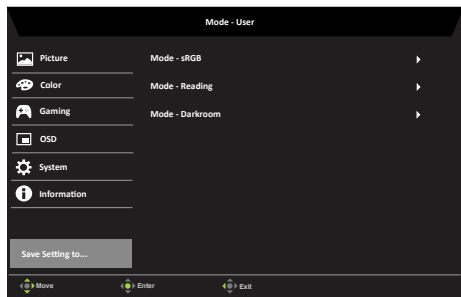 Mode - User
Picture
Mode - sRGB
Color
Mode - Reading
Gaming
Mode - Darkroom
OSD
System
Information
Save Setting to...
Move
Enter
Exit